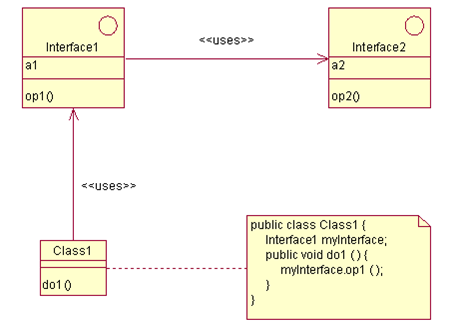 <<uses>>
Interface1
Interface2
a1
a2
op1 ()
op2()
<<uses>>
Class1
do1 ()
public class Class1 {
Interface1 myInterface;
public void do1 ( ) {
myInterface.op1 ( );
}
}